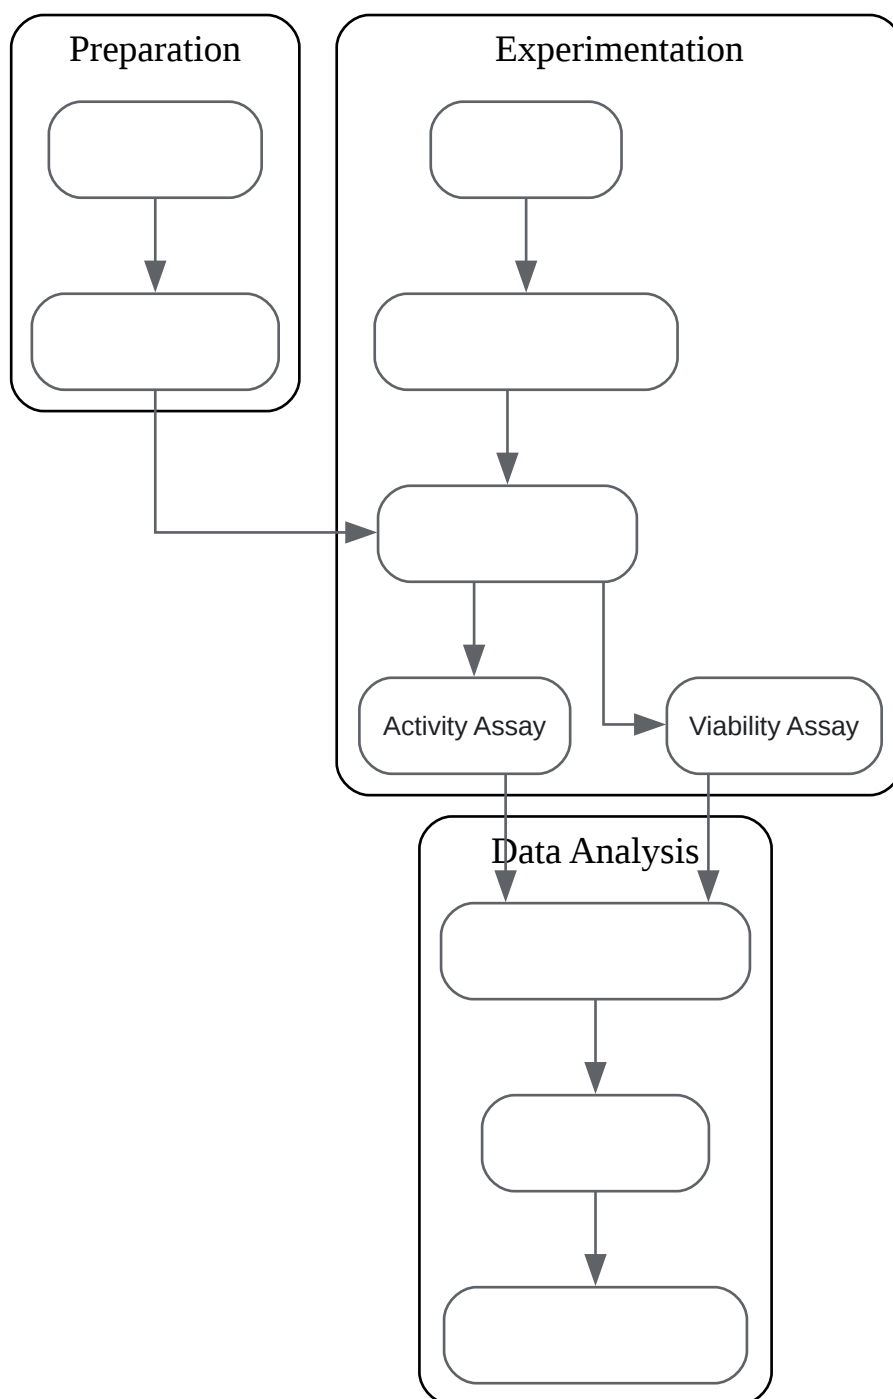 Preparation
Experimentation
Activity Assay
Viability Assay
Data Analysis